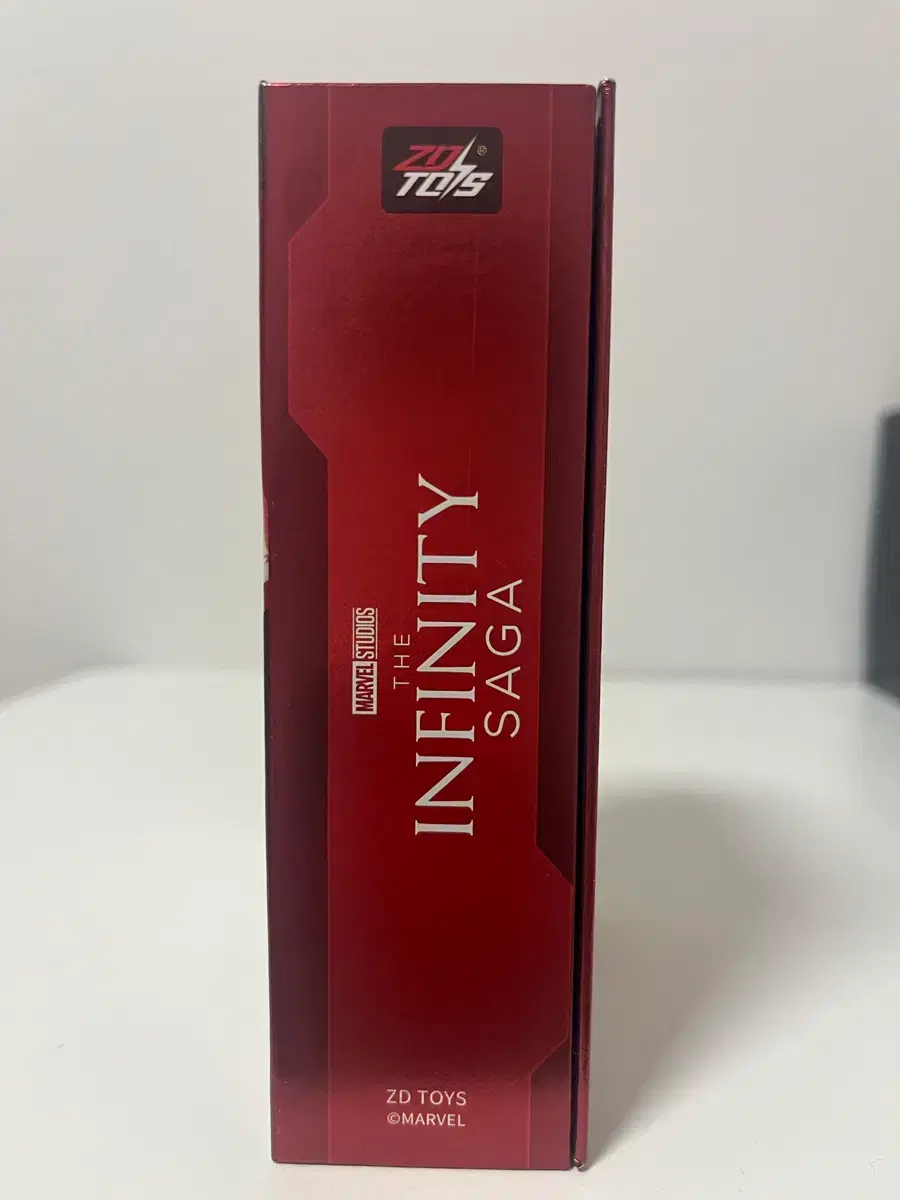 ZD
TOYS®
MARVEL STUDIOS
THE
INFINITY
SAGA
ZD TOYS
©MARVEL